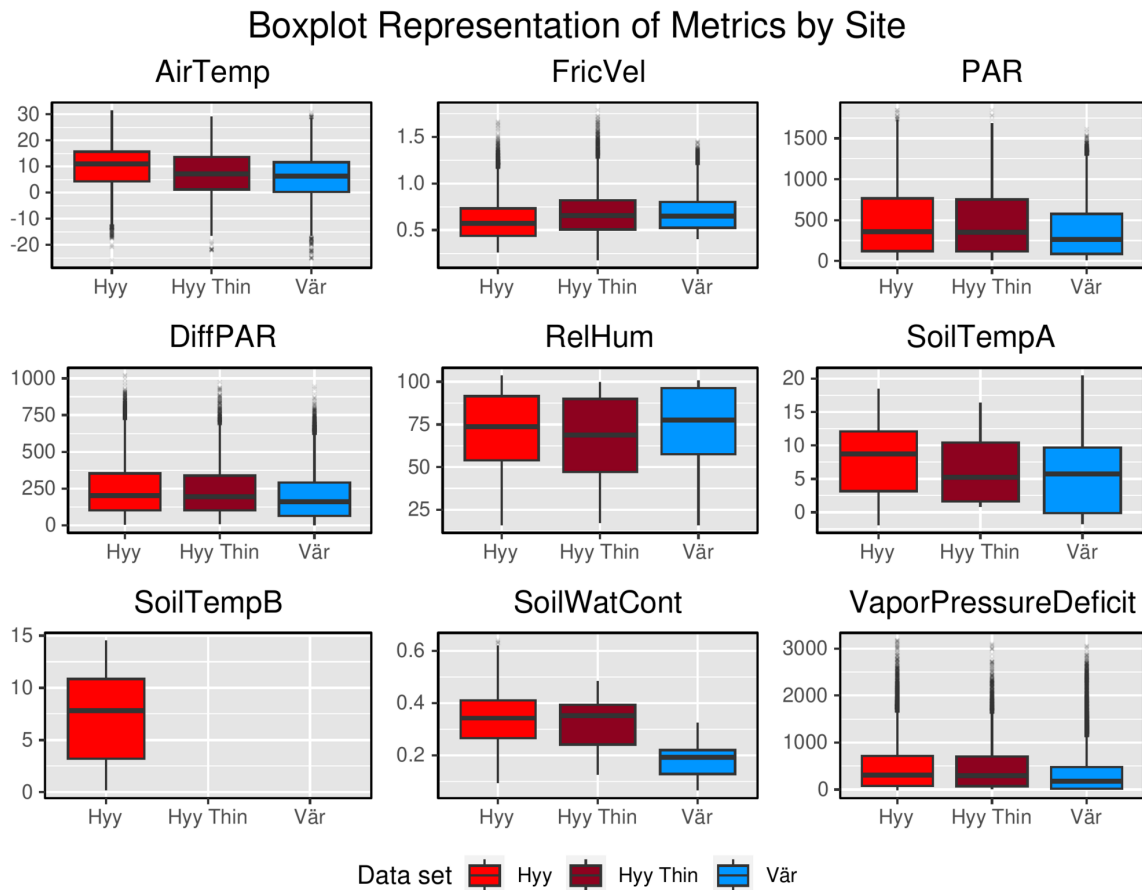 Boxplot Representation of Metrics by Site
AirTemp
30
20
10
0
-10
-20
Hyy Hyy Thin Vär
FricVel
1.5
1.0
0.5
Hyy Hyy Thin Vär
PAR
1500
1000
500
0
Hyy Hyy Thin Vär
DiffPAR
1000
750
500
250
0
Hyy Hyy Thin Vär
RelHum
100
75
50
25
Hyy Hyy Thin Vär
SoilTempA
20
15
10
5
0
Hyy Hyy Thin Vär
SoilTempB
15
10
5
0
Hyy Hyy Thin Vär
SoilWatCont
0.6
0.4
0.2
Hyy Hyy Thin Vär
VaporPressureDeficit
3000
2000
1000
0
Hyy Hyy Thin Vär
Data set Hyy Hyy Thin Vär